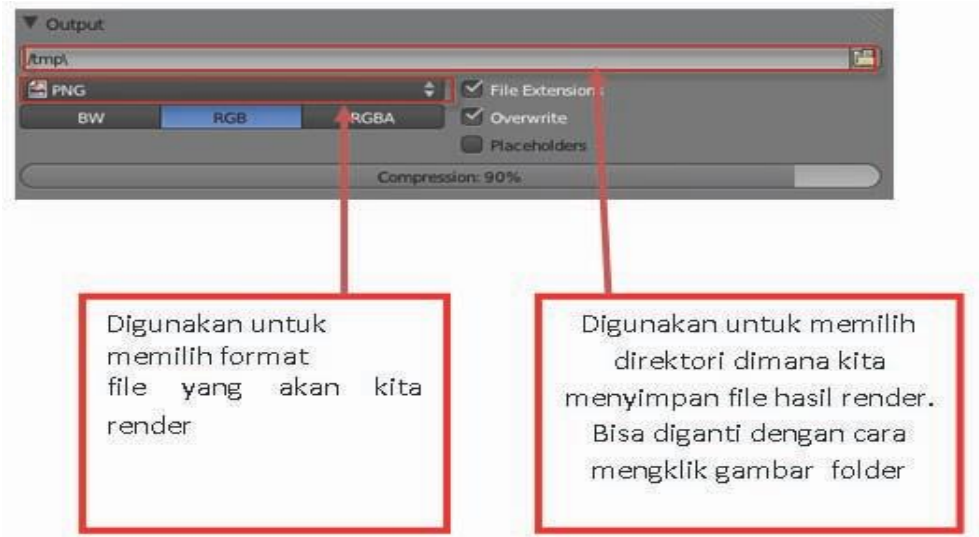 Output
/tmp\
PNG
File Extensions
BW RGB RGBA
Overwrite
Placeholders
Compression: 90%
Digunakan untuk
memilih format
file yang akan kita
render
Digunakan untuk memilih
direktori dimana kita
menyimpan file hasil render.
Bisa diganti dengan cara
mengklik gambar folder